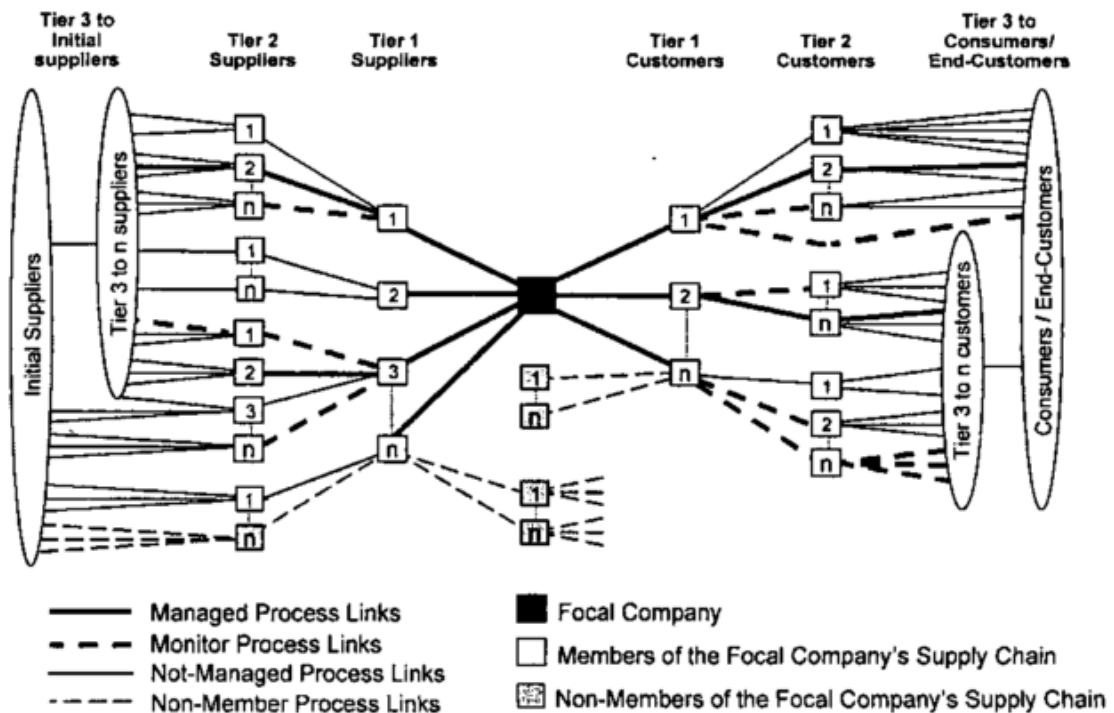 Tier 3 to
Initial
suppliers
Tier 2
Suppliers
Tier 1
Suppliers
Tier 1
Customers
Tier 2
Customers
Tier 3 to
Consumers/
End-Customers
Initial Suppliers
Tier 3 to n suppliers
1
2
n
1
n
1
2
3
n
1
n
1
2
3
n
1
n
1
n
1
2
n
1
2
n
1
n
1
2
n
Tier 3 to n customers
Consumers / End-Customers
Managed Process Links
Monitor Process Links
Not-Managed Process Links
Non-Member Process Links
Focal Company
Members of the Focal Company's Supply Chain
Non-Members of the Focal Company's Supply Chain